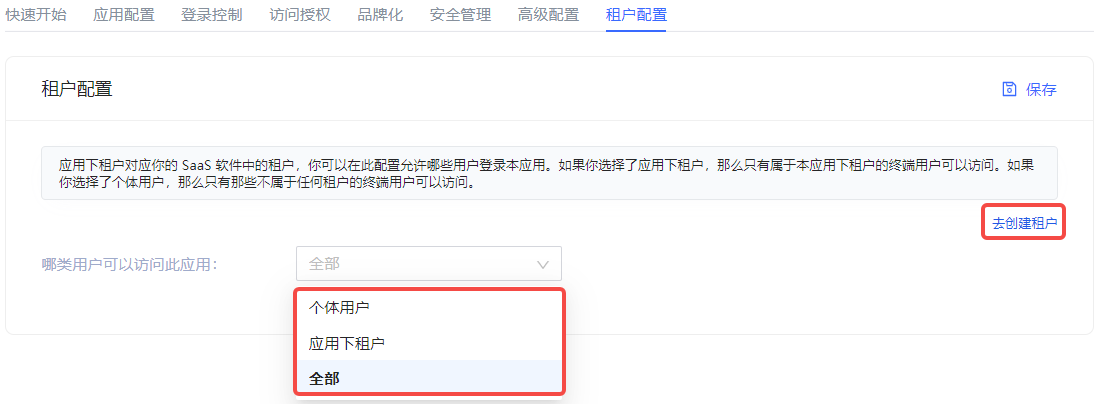 快速开始 应用配置 登录控制 访问授权 品牌化 安全管理 高级配置 租户配置
租户配置 保存
应用下租户对应你的 SaaS 软件中的租户，你可以在此配置允许哪些用户登录本应用。如果你选择了应用下租户，那么只有属于本应用下租户的终端用户可以访问。如果
你选择了个体用户，那么只有那些不属于任何租户的终端用户可以访问。
去创建租户
哪类用户可以访问此应用： 全部
个体用户
应用下租户
全部